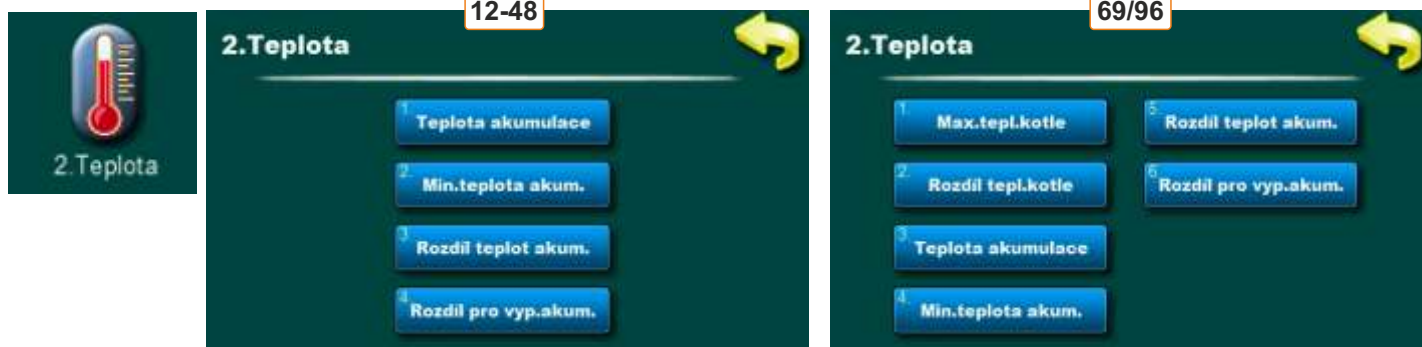 2.Teplota
12-48
2.Teplota
1. Teplota akumulace
2. Min.teplota akum.
3. Rozdíl teplot akum.
4. Rozdíl pro vyp.akum.
69/96
2.Teplota
1. Max.tepl.kotle
2. Rozdíl tepl.kotle
3. Teplota akumulace
4. Min.teplota akum.
5. Rozdíl teplot akum.
6. Rozdíl pro vyp.akum.